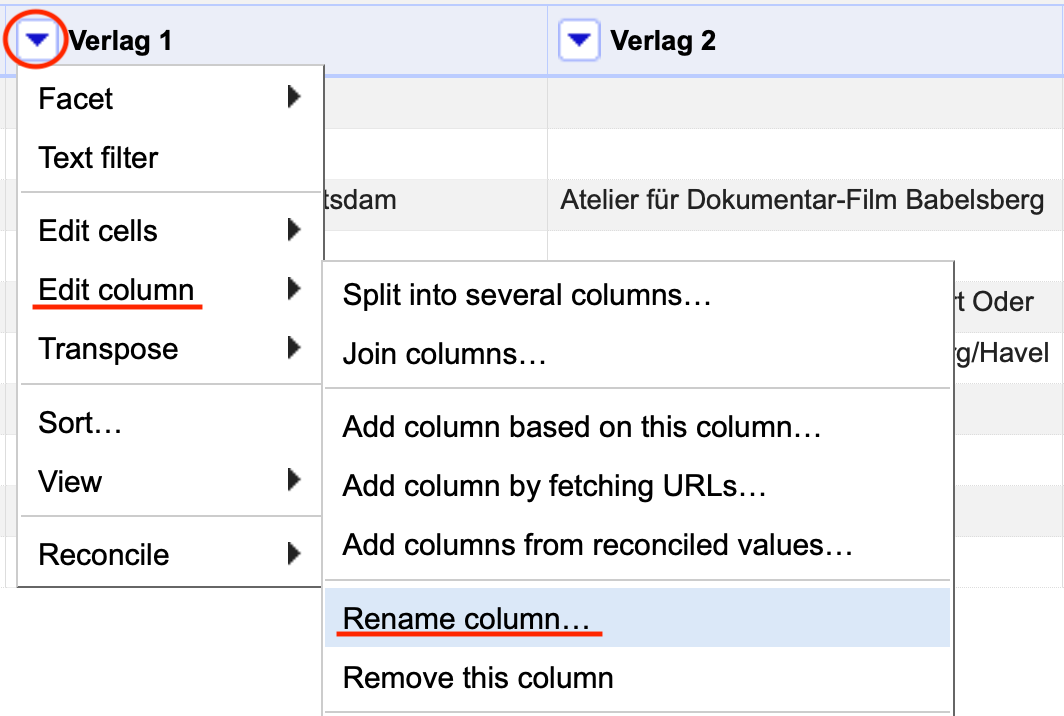 Verlag 1
Verlag 2
Facet
Text filter
tsdam
Atelier für Dokumentar-Film Babelsberg
Edit cells
Edit column
Split into several columns…
rt Oder
Transpose
Join columns…
rg/Havel
Sort…
Add column based on this column…
View
Add column by fetching URLs…
Reconcile
Add columns from reconciled values…
Rename column…
Remove this column